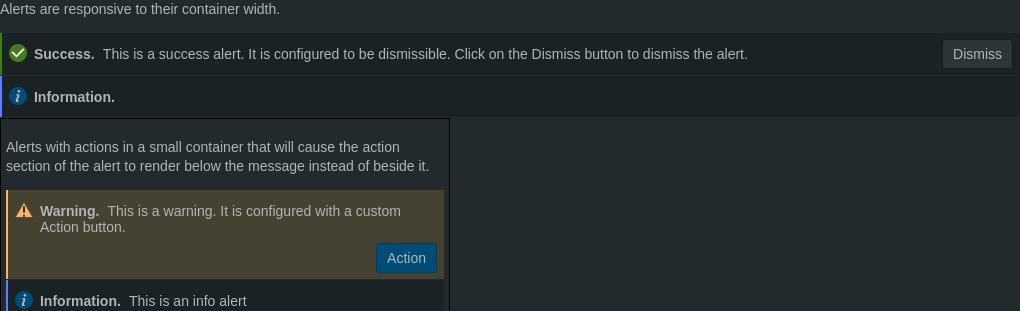 Alerts are responsive to their container width.
Success. This is a success alert. It is configured to be dismissible. Click on the Dismiss button to dismiss the alert.
Dismiss
Information.
Alerts with actions in a small container that will cause the action
section of the alert to render below the message instead of beside it.
Warning. This is a warning. It is configured with a custom
Action button.
Action
Information. This is an info alert